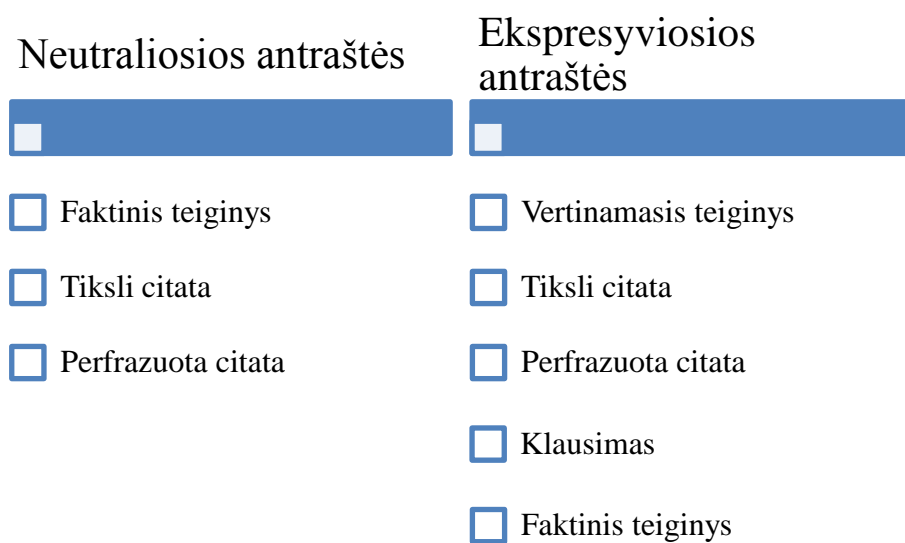 Neutraliosios antraštės
Faktinis teiginys
Tiksli citata
Perfrazuota citata
Ekspresyviosios
antraštės
Vertinamasis teiginys
Tiksli citata
Perfrazuota citata
Klausimas
Faktinis teiginys